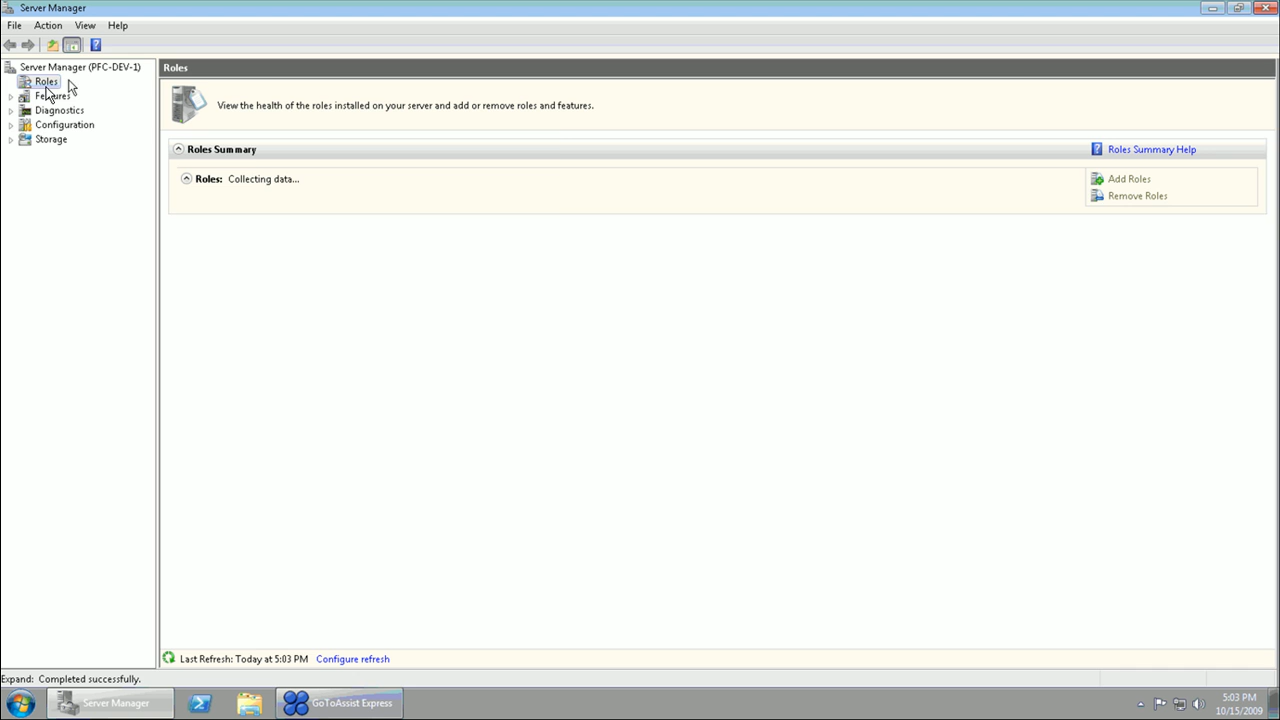 Server Manager
File Action View Help
Server Manager (PFC-DEV-1)
Roles
Features
Diagnostics
Configuration
Storage
Roles
View the health of the roles installed on your server and add or remove roles and features.
Roles Summary
Roles Summary Help
Roles: Collecting data...
Add Roles
Remove Roles
Last Refresh: Today at 5:03 PM Configure refresh
Expand: Completed successfully.
Server Manager
GoToAssist Express
5:03 PM
10/15/2009